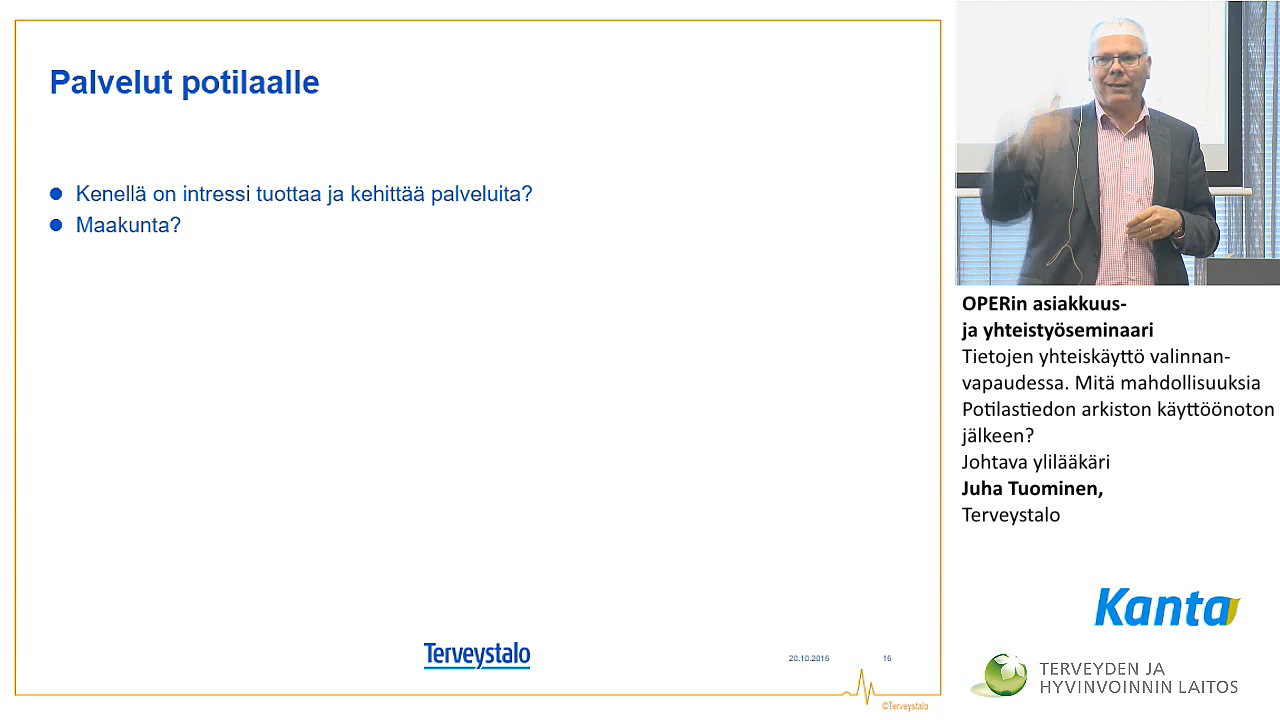 Palvelut potilaalle
Kenellä on intressi tuottaa ja kehittää palveluita?
Maakunta?
Terveystalo
20.10.2016
16
©Terveystalo
OPERin asiakkuus-
ja yhteistyöseminaari
Tietojen yhteiskäyttö valinnan-
vapaudessa. Mitä mahdollisuuksia
Potilastiedon arkiston käyttöönoton
jälkeen?
Johtava ylilääkäri
Juha Tuominen,
Terveystalo
Kanta
TERVEYDEN JA
HYVINVOINNIN LAITOS